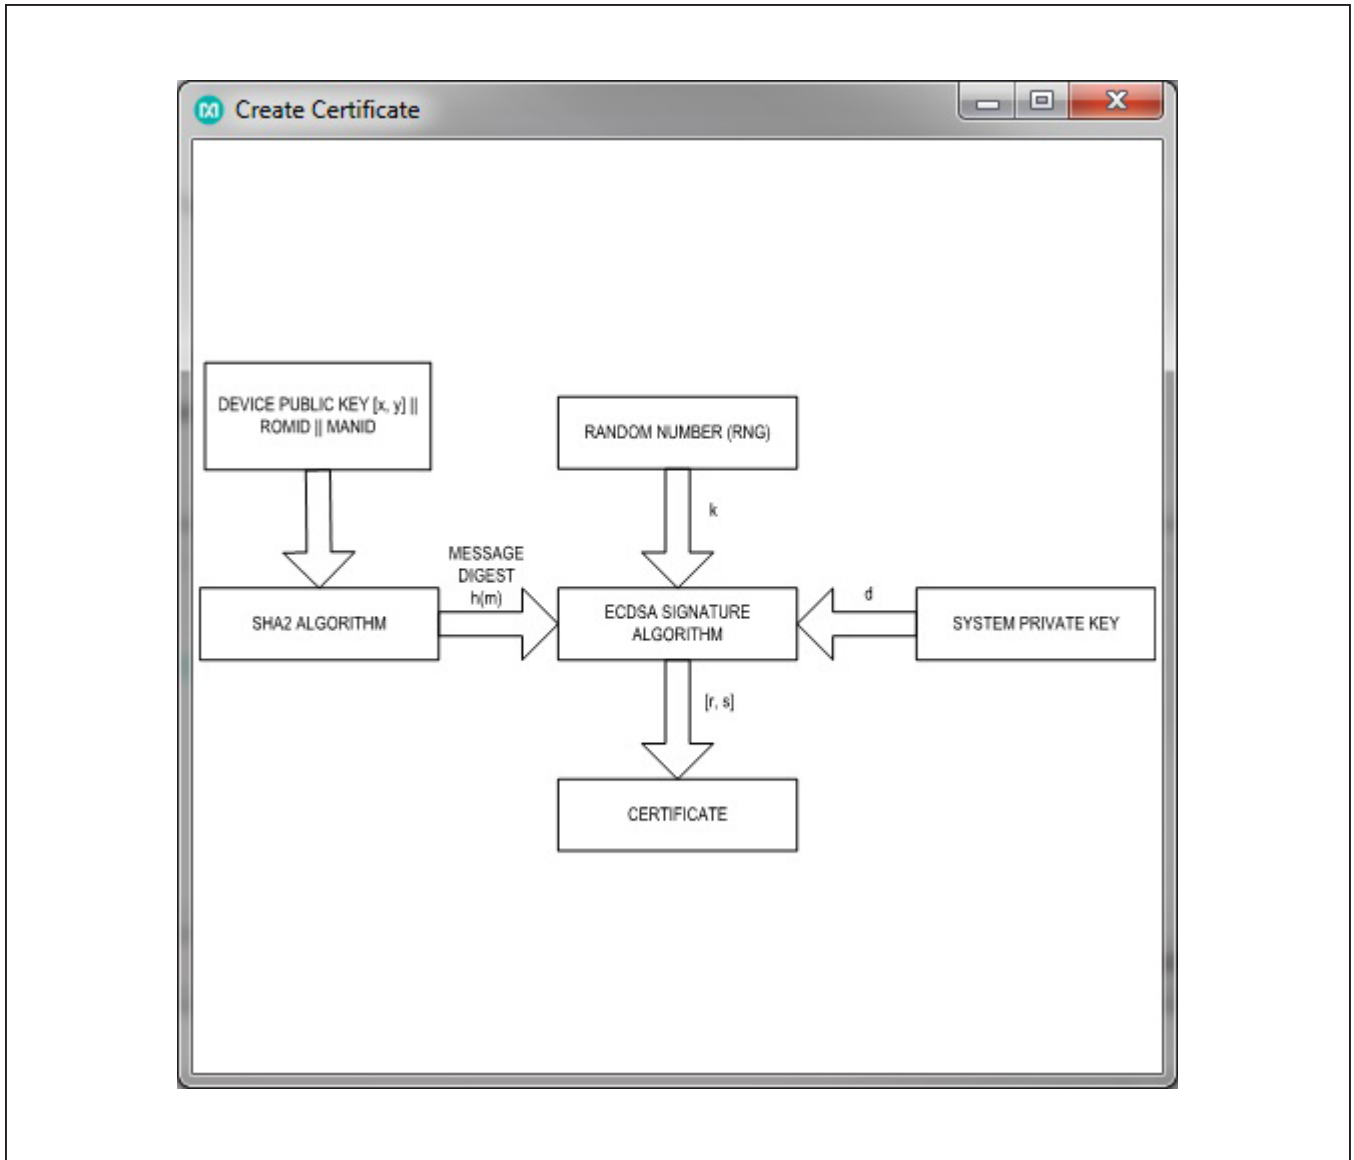 Create Certificate
DEVICE PUBLIC KEY [x, y] ||
ROMID || MANID
RANDOM NUMBER (RNG)
k
MESSAGE
DIGEST
h(m)
SHA2 ALGORITHM
ECDSA SIGNATURE
ALGORITHM
d
SYSTEM PRIVATE KEY
[r, s]
CERTIFICATE